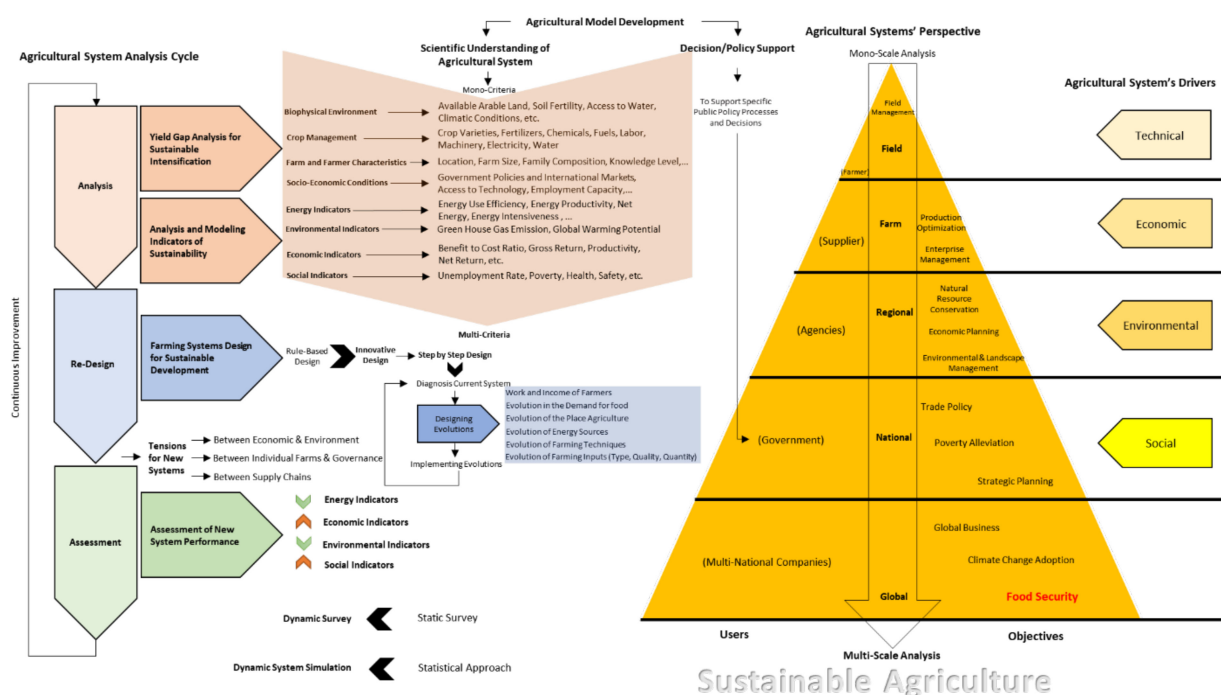 Agricultural Model Development
Agricultural System Analysis Cycle
Scientific Understanding of
Agricultural System
Decision/Policy Support
Mono-Criteria
Biophysical Environment
Available Arable Land, Soil Fertility, Access to Water,
Climatic Conditions, etc.
Crop Management
Crop Varieties, Fertilizers, Chemicals, Fuels, Labor,
Machinery, Electricity, Water
Farm and Farmer Characteristics
Location, Farm Size, Family Composition, Knowledge Level,...
Socio-Economic Conditions
Government Policies and International Markets,
Access to Technology, Employment Capacity,...
Energy Indicators
Energy Use Efficiency, Energy Productivity, Net
Energy, Energy Intensiveness , ...
Environmental Indicators
Green House Gas Emission, Global Warming Potential
Economic Indicators
Benefit to Cost Ratio, Gross Return, Productivity,
Net Return, etc.
Social Indicators
Unemployment Rate, Poverty, Health, Safety, etc.
Multi-Criteria
To Support Specific
Public Policy Processes
and Decisions
Continuous Improvement
Analysis
Yield Gap Analysis for
Sustainable
Intensification
Analysis and Modeling
Indicators of
Sustainability
Re-Design
Farming Systems Design
for Sustainable
Development
Rule-Based
Design
Innovative
Design
Step by Step Design
Diagnosis Current System
Designing
Evolutions
Implementing Evolutions
Work and Income of Farmers
Evolution in the Demand for food
Evolution of the Place Agriculture
Evolution of Energy Sources
Evolution of Farming Techniques
Evolution of Farming Inputs (Type, Quality, Quantity)
Tensions
for New
Systems
Between Economic & Environment
Between Individual Farms & Governance
Between Supply Chains
Assessment
Assessment of New
System Performance
Energy Indicators
Economic Indicators
Environmental Indicators
Social Indicators
Dynamic Survey
Static Survey
Dynamic System Simulation
Statistical Approach
Agricultural Systems' Perspective
Mono-Scale Analysis
Field
Management
Field
(Farmer)
Farm
(Supplier)
Production
Optimization
Enterprise
Management
Regional
(Agencies)
Natural
Resource
Conservation
Economic Planning
Environmental & Landscape
Management
National
(Government)
Trade Policy
Poverty Alleviation
Strategic Planning
(Multi-National Companies)
Global Business
Climate Change Adoption
Global
Food Security
Users
Objectives
Multi-Scale Analysis
Agricultural System's Drivers
Technical
Economic
Environmental
Social
Sustainable Agriculture